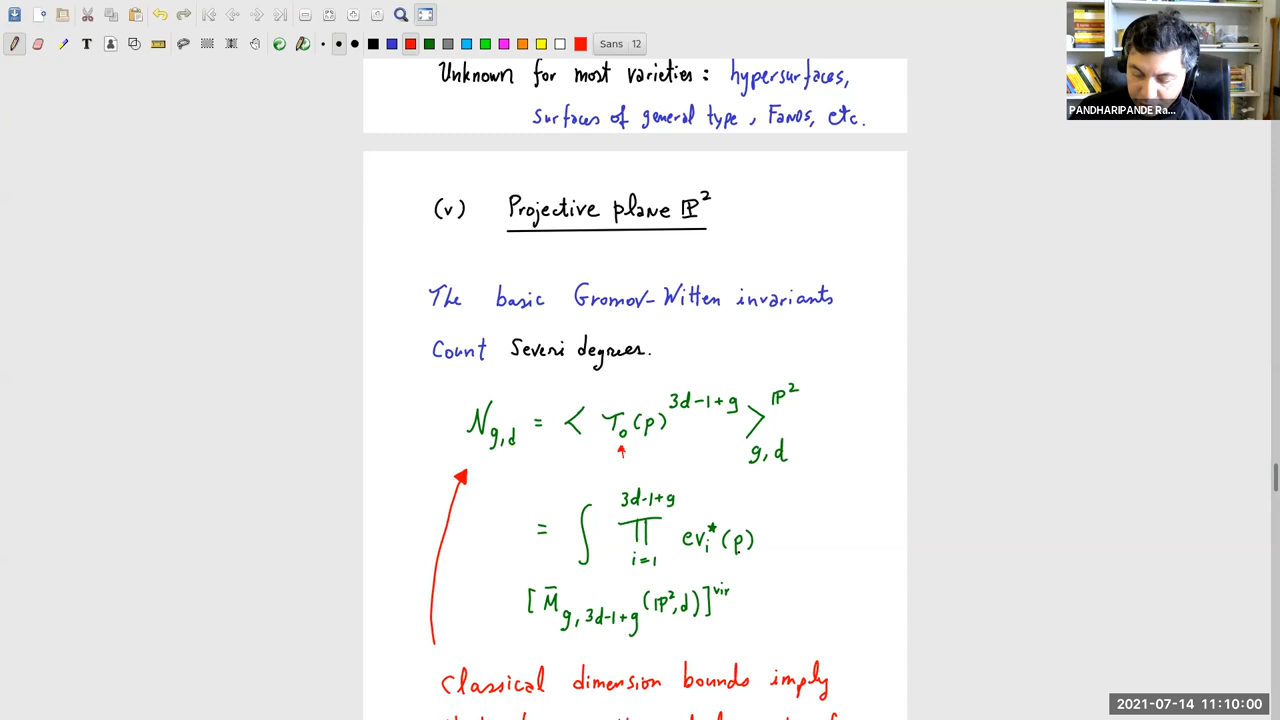 Sans 12
PANDHARIPANDE Ra...
Unknown for most varieties : hypersurfaces,
surfaces of general type, Fanos, etc.
(v) Projective plane ℙ²
The basic Gromov-Witten invariants
Count Severi degrees.
N_{g,d} = < τ₀(p)^{3d-1+g} >^{ℙ²}_{g,d}
= ∫ ∏_{i=1}^{3d-1+g} ev_i^*(p)
[M̄_{g,3d-1+g}(ℙ²,d)]^{vir}
Classical dimension bounds imply
2021-07-14 11:10:00